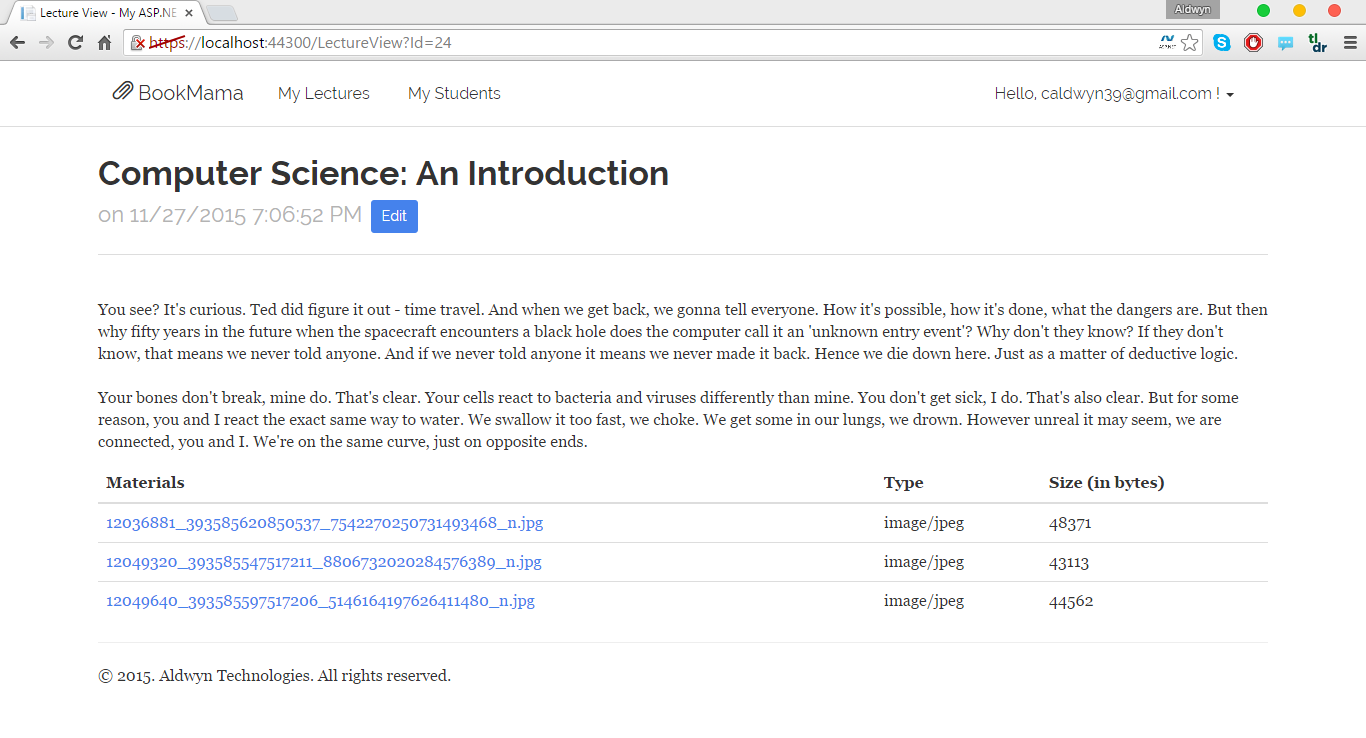 Lecture View - My ASP.NE
Aldwyn
https://localhost:44300/LectureView?Id=24
tl
dr
BookMama My Lectures My Students Hello, caldwyn39@gmail.com !
Computer Science: An Introduction
on 11/27/2015 7:06:52 PM Edit
You see? It's curious. Ted did figure it out - time travel. And when we get back, we gonna tell everyone. How it's possible, how it's done, what the dangers are. But then
why fifty years in the future when the spacecraft encounters a black hole does the computer call it an 'unknown entry event'? Why don't they know? If they don't
know, that means we never told anyone. And if we never told anyone it means we never made it back. Hence we die down here. Just as a matter of deductive logic.
Your bones don't break, mine do. That's clear. Your cells react to bacteria and viruses differently than mine. You don't get sick, I do. That's also clear. But for some
reason, you and I react the exact same way to water. We swallow it too fast, we choke. We get some in our lungs, we drown. However unreal it may seem, we are
connected, you and I. We're on the same curve, just on opposite ends.
Materials Type Size (in bytes)
12036881_393585620850537_7542270250731493468_n.jpg image/jpeg 48371
12049320_393585547517211_8806732020284576389_n.jpg image/jpeg 43113
12049640_393585597517206_5146164197626411480_n.jpg image/jpeg 44562
© 2015. Aldwyn Technologies. All rights reserved.